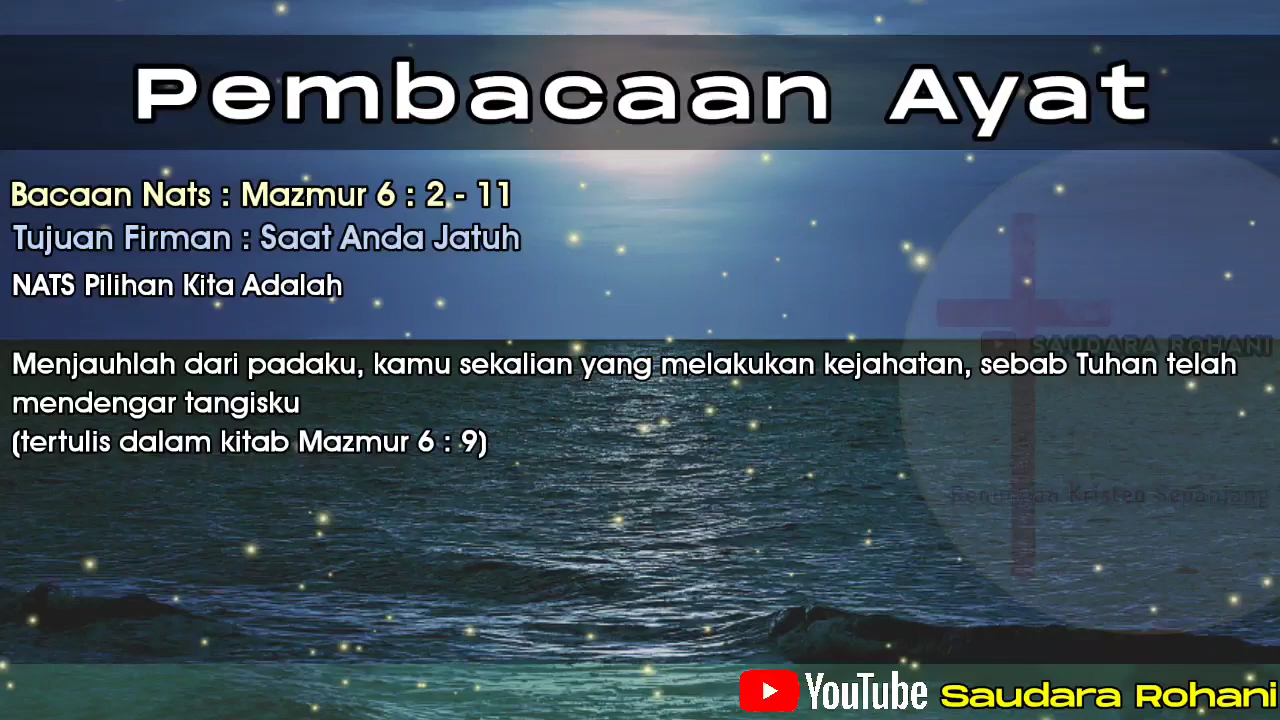 Pembacaan Ayat
Bacaan Nats : Mazmur 6 : 2 - 11
Tujuan Firman : Saat Anda Jatuh
NATS Pilihan Kita Adalah
Menjauhlah dari padaku, kamu sekalian yang melakukan kejahatan, sebab Tuhan telah
mendengar tangisku
(tertulis dalam kitab Mazmur 6 : 9)
SAUDARA ROHANI
Kristen
YouTube Saudara Rohani